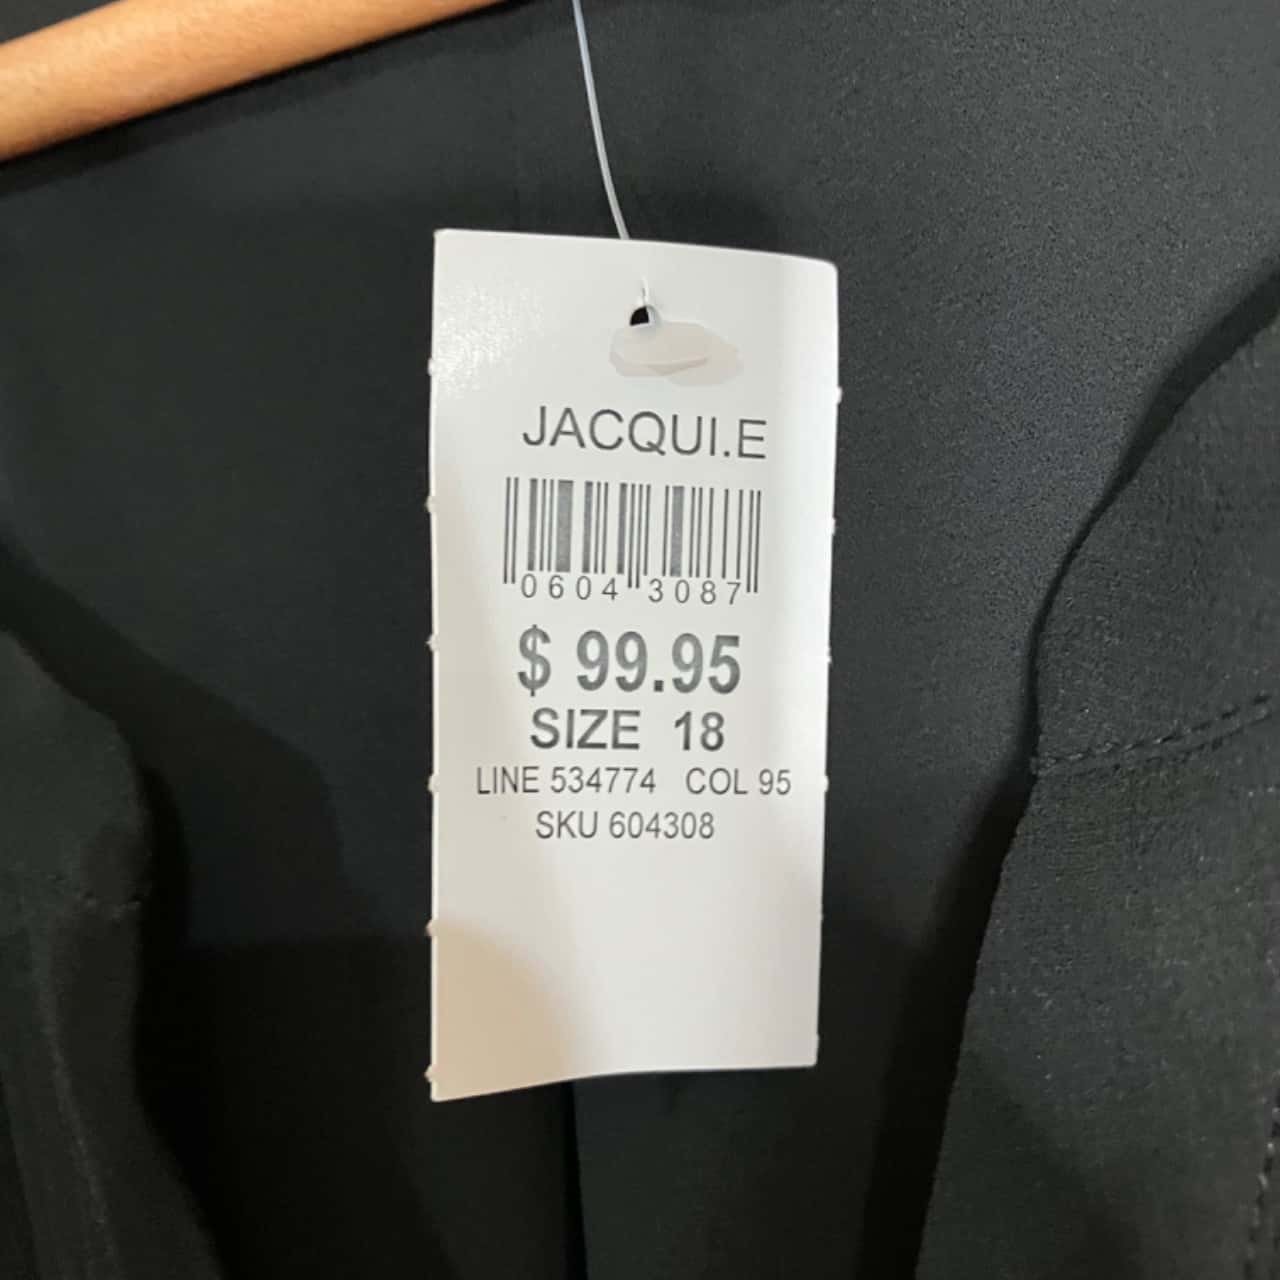 JACQUI.E
0604 3087
$ 99.95
SIZE 18
LINE 534774 COL 95
SKU 604308